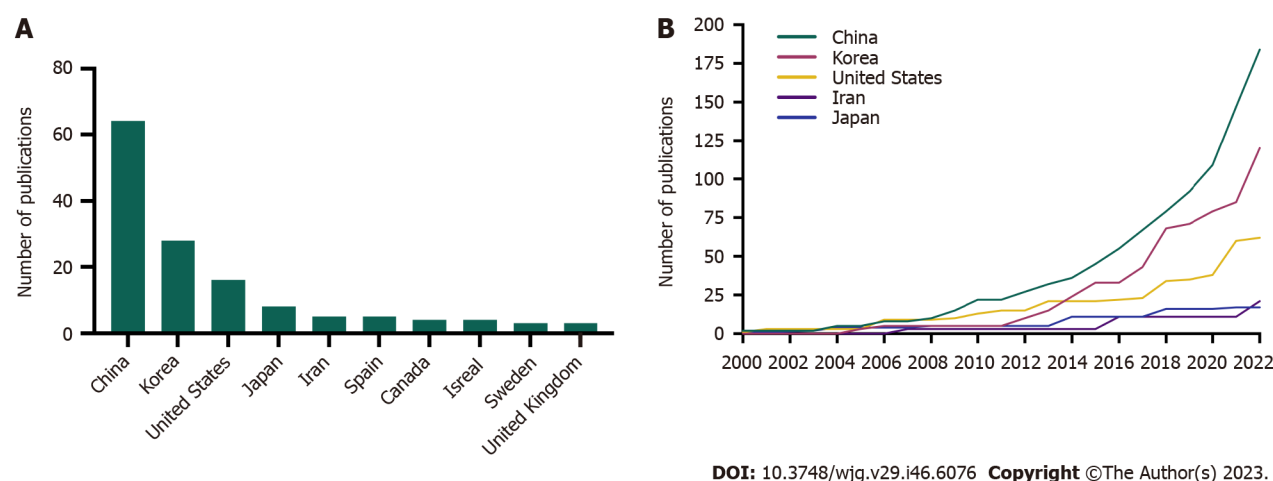 A
Number of publications
80
60
40
20
0
China
Korea
United States
Japan
Iran
Spain
Canada
Isreal
Sweden
United Kingdom
B
Number of publications
200
175
150
125
100
75
50
25
0
China
Korea
United States
Iran
Japan
2000 2002 2004 2006 2008 2010 2012 2014 2016 2018 2020 2022
DOI: 10.3748/wjg.v29.i46.6076 Copyright ©The Author(s) 2023.